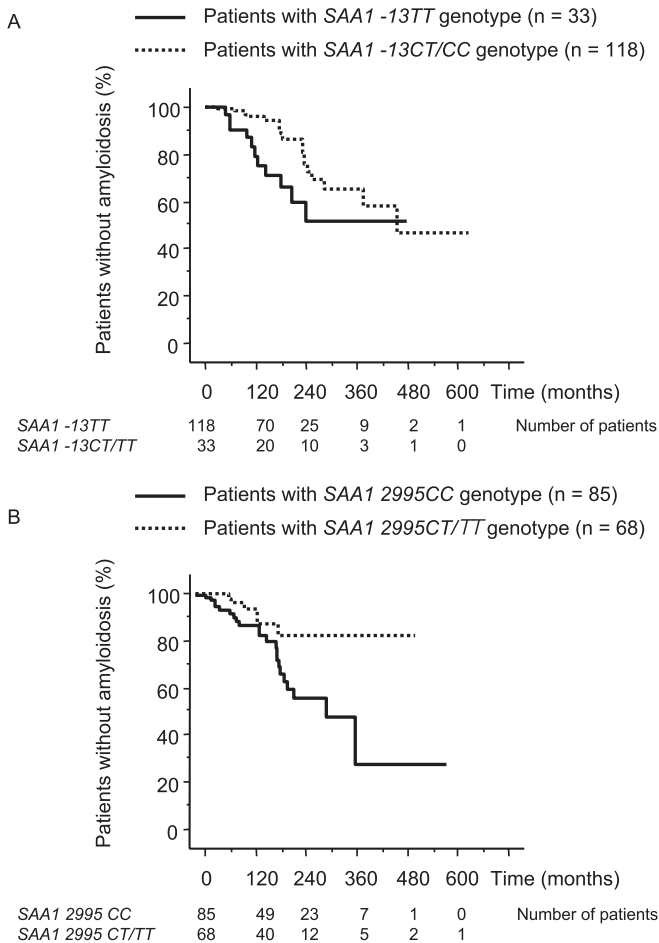 A
Patients with SAA1 -13TT genotype (n = 33)
Patients with SAA1 -13CT/CC genotype (n = 118)
Patients without amyloidosis (%)
100
80
60
40
20
0
0 120 240 360 480 600 Time (months)
SAA1 -13TT 118 70 25 9 2 1 Number of patients
SAA1 -13CT/TT 33 20 10 3 1 0
B
Patients with SAA1 2995CC genotype (n = 85)
Patients with SAA1 2995CT/TT genotype (n = 68)
Patients without amyloidosis (%)
100
80
60
40
20
0
0 120 240 360 480 600 Time (months)
SAA1 2995 CC 85 49 23 7 1 0 Number of patients
SAA1 2995 CT/TT 68 40 12 5 2 1